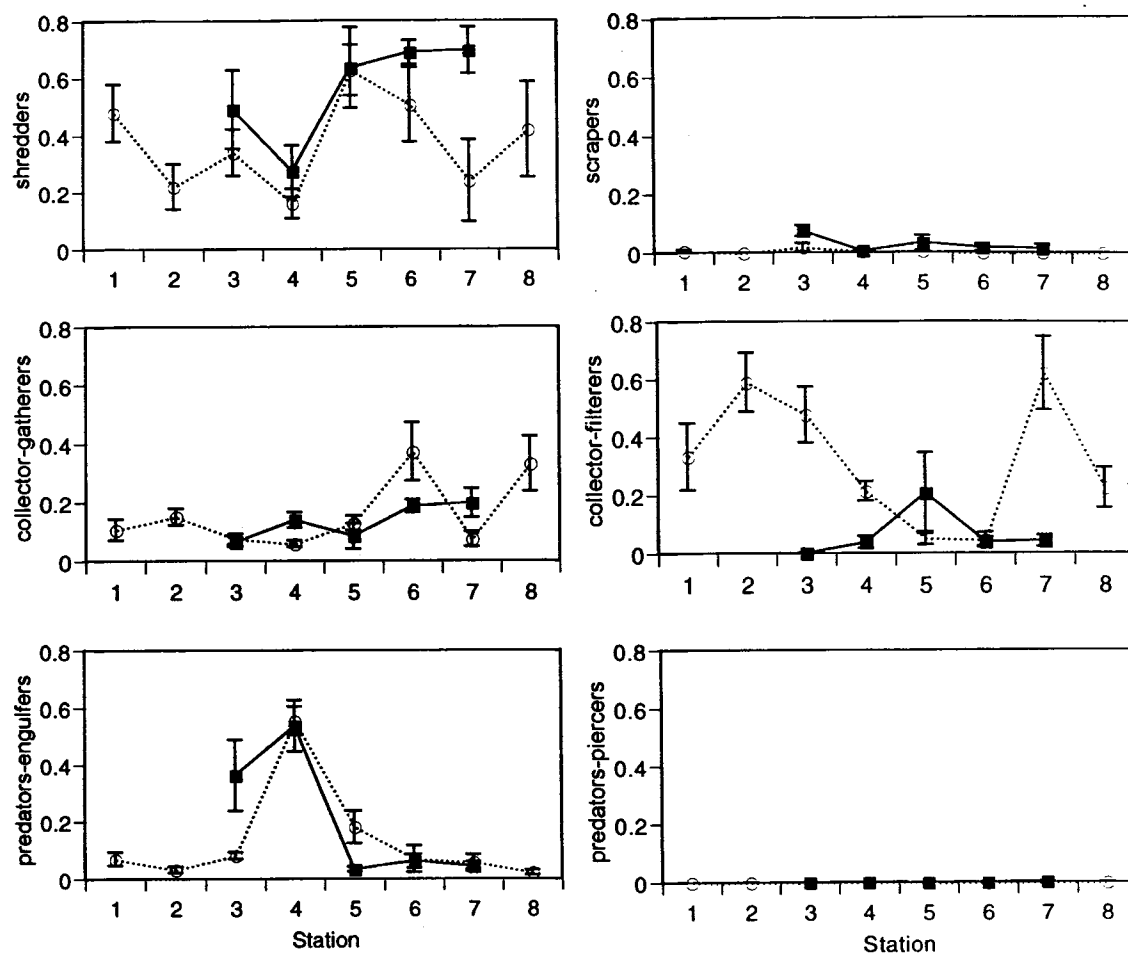 shredders
0.8
0.6
0.4
0.2
0
1 2 3 4 5 6 7 8
scrapers
0.8
0.6
0.4
0.2
0
1 2 3 4 5 6 7 8
collector-gatherers
0.8
0.6
0.4
0.2
0
1 2 3 4 5 6 7 8
collector-filterers
0.8
0.6
0.4
0.2
0
1 2 3 4 5 6 7 8
predators-engulfers
0.8
0.6
0.4
0.2
0
1 2 3 4 5 6 7 8
Station
predators-piercers
0.8
0.6
0.4
0.2
0
1 2 3 4 5 6 7 8
Station